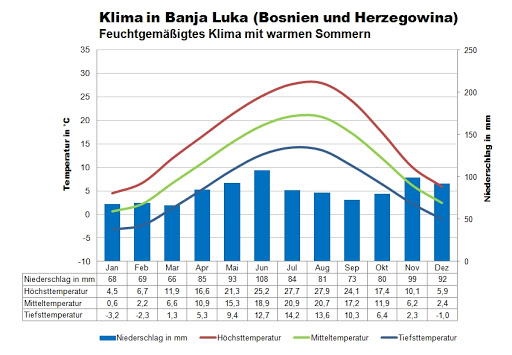 Klima in Banja Luka (Bosnien und Herzegowina)
Feuchtgemäßigtes Klima mit warmen Sommern
35
30
25
20
15
10
5
0
-5
-10
Temperatur in °C
250
200
150
100
50
0
Niederschlag in mm
Jan Feb Mar Apr Mai Jun Jul Aug Sep Okt Nov Dez
Niederschlag in mm 68 69 66 85 93 108 84 81 73 80 99 92
Höchsttemperatur 4,5 6,7 11,9 16,6 21,3 25,2 27,7 27,9 24,1 17,4 10,1 5,9
Mitteltemperatur 0,6 2,2 6,6 10,9 15,3 18,9 20,9 20,7 17,2 11,9 6,2 2,4
Tiefsttemperatur -3,2 -2,3 1,3 5,3 9,4 12,7 14,2 13,6 10,3 6,4 2,3 -1,0
Niederschlag in mm Höchsttemperatur Mitteltemperatur Tiefsttemperatur